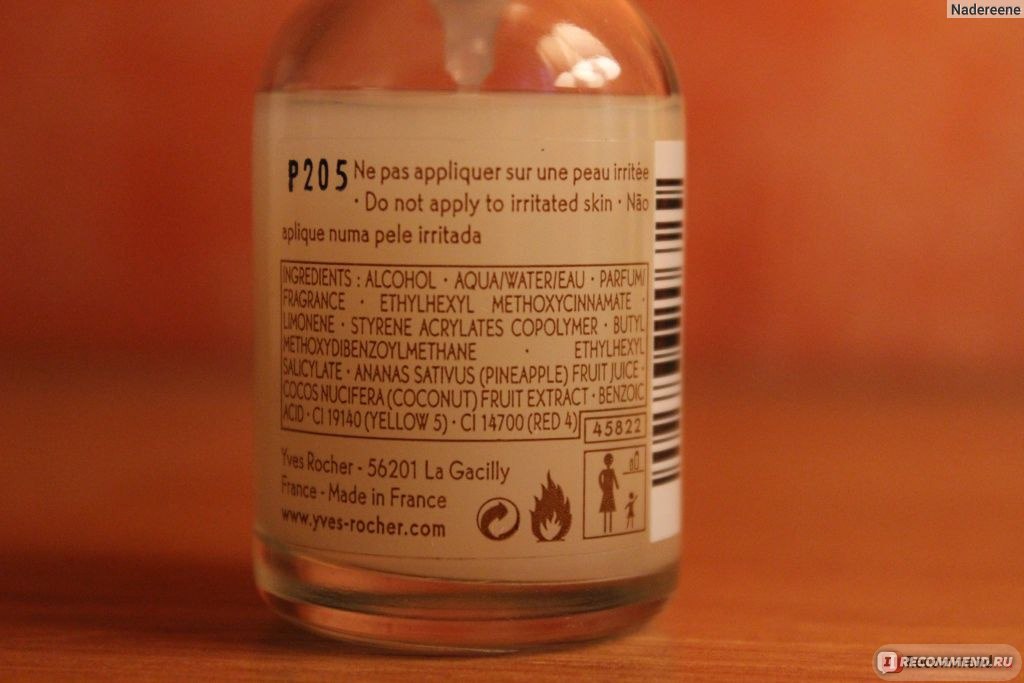 Nadereene
P205 Ne pas appliquer sur une peau irritée
· Do not apply to irritated skin · Não
aplique numa pele irritada
INGREDIENTS : ALCOHOL · AQUA/WATER/EAU · PARFUM/
FRAGRANCE · ETHYLHEXYL METHOXYCINNAMATE ·
LIMONENE · STYRENE ACRYLATES COPOLYMER · BUTYL
METHOXYDIBENZOYLMETHANE · ETHYLHEXYL
SALICYLATE · ANANAS SATIVUS (PINEAPPLE) FRUIT JUICE ·
COCOS NUCIFERA (COCONUT) FRUIT EXTRACT · BENZOIC
ACID · CI 19140 (YELLOW 5) · CI 14700 (RED 4)
45822
Yves Rocher - 56201 La Gacilly
France - Made in France
www.yves-rocher.com
IRECOMMEND.RU